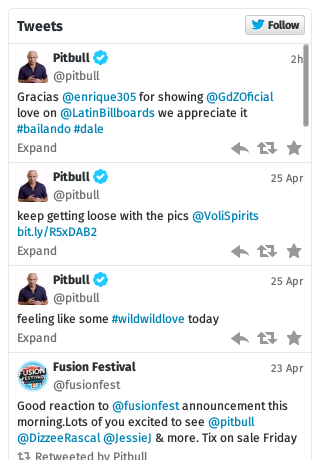 Tweets
Follow
Pitbull
2h
@pitbull
Gracias @enrique305 for showing @GdZOficial
love on @LatinBillboards we appreciate it
#bailando #dale
Expand
Pitbull
25 Apr
@pitbull
keep getting loose with the pics @VoliSpirits
bit.ly/R5xDAB2
Expand
Pitbull
25 Apr
@pitbull
feeling like some #wildwildlove today
Expand
Fusion Festival
23 Apr
FUSION
@fusionfest
Good reaction to @fusionfest announcement this
morning.Lots of you excited to see @pitbull
@DizzeeRascal @JessieJ & more. Tix on sale Friday
Retweeted by Pitbull